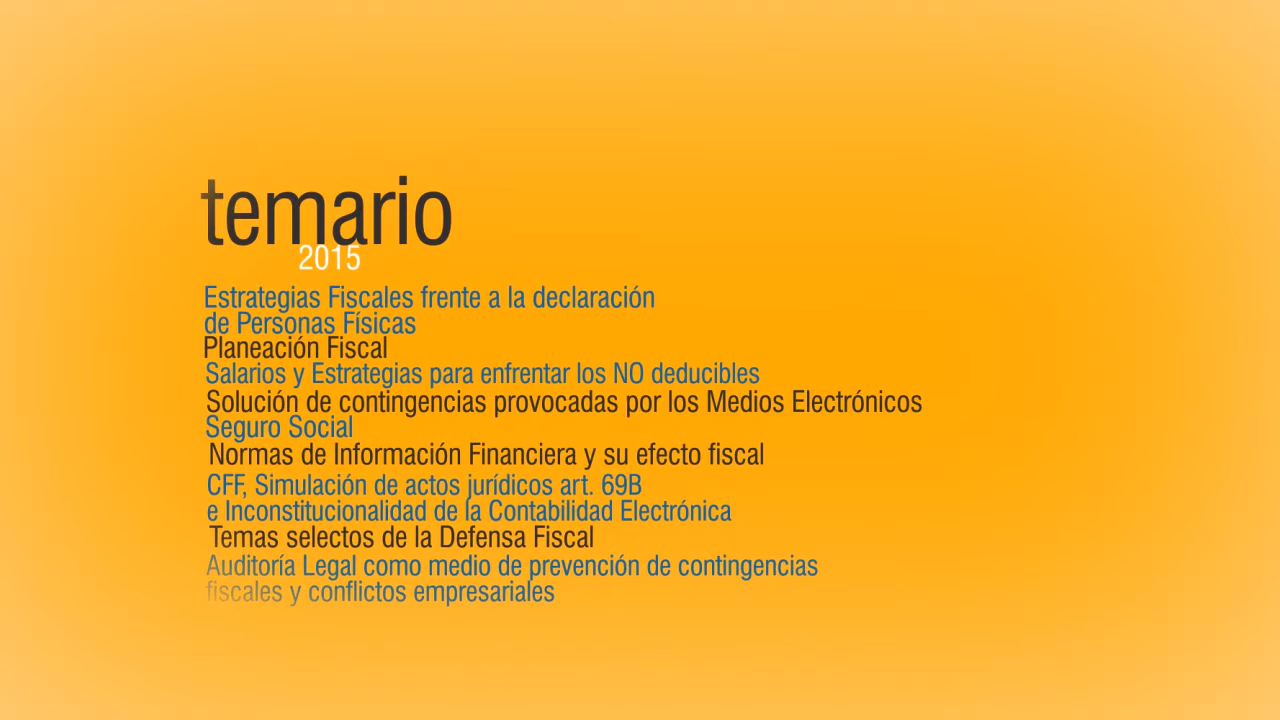 temario
2015
Estrategias Fiscales frente a la declaración
de Personas Físicas
Planeación Fiscal
Salarios y Estrategias para enfrentar los NO deducibles
Solución de contingencias provocadas por los Medios Electrónicos
Seguro Social
Normas de Información Financiera y su efecto fiscal
CFF, Simulación de actos jurídicos art. 69B
e Inconstitucionalidad de la Contabilidad Electrónica
Temas selectos de la Defensa Fiscal
Auditoría Legal como medio de prevención de contingencias
fiscales y conflictos empresariales